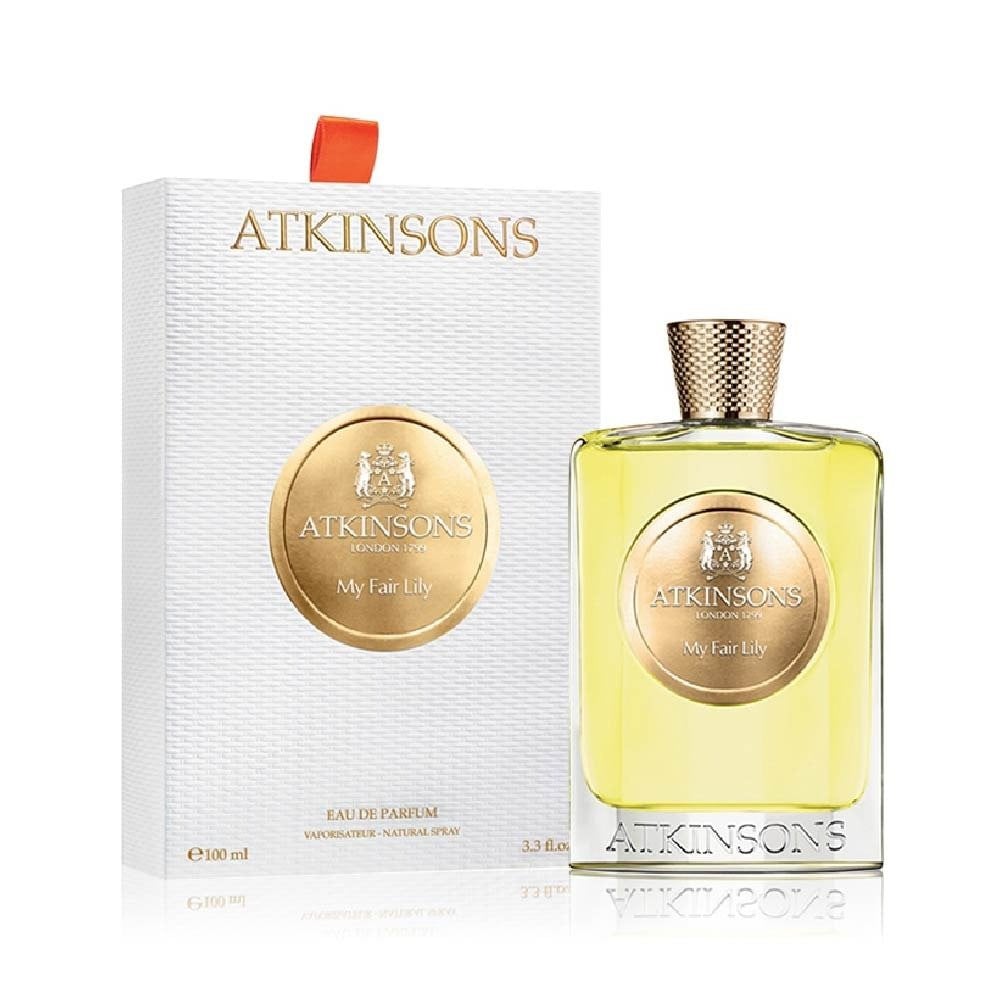 ATKINSONS
A
ATKINSONS
LONDON 1799
My Fair Lily
EAU DE PARFUM
VAPORISATEUR - NATURAL SPRAY
℮100 ml
3.3 fl.oz
A
ATKINSONS
LONDON 1799
My Fair Lily
ATKINSONS